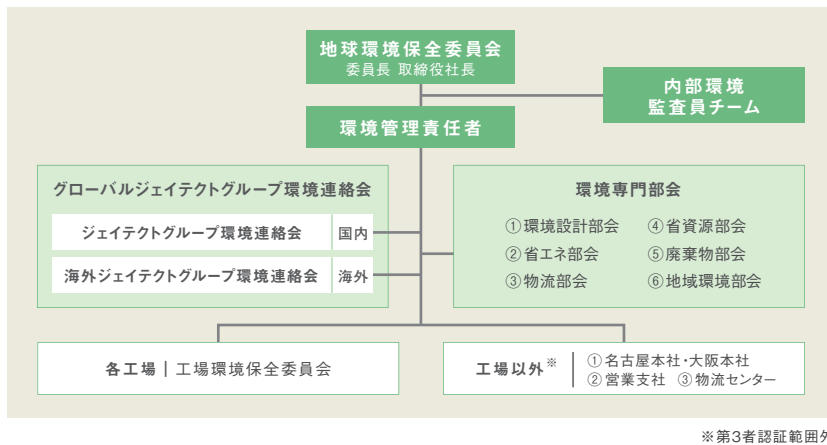 地球環境保全委員会
委員長 取締役社長
内部環境
監査員チーム
環境管理責任者
グローバルジェイテクトグループ環境連絡会
ジェイテクトグループ環境連絡会 国内
海外ジェイテクトグループ環境連絡会 海外
環境専門部会
①環境設計部会 ④省資源部会
②省エネ部会 ⑤廃棄物部会
③物流部会 ⑥地域環境部会
各工場 | 工場環境保全委員会
工場以外※
①名古屋本社・大阪本社
②営業支社 ③物流センター
※第3者認証範囲外